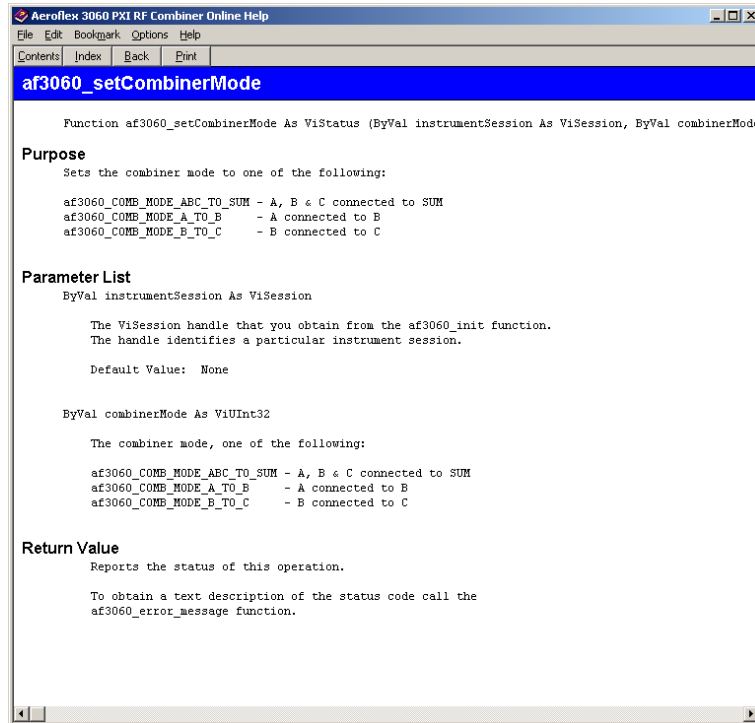 Aeroflex 3060 PXI RF Combiner Online Help
File Edit Bookmark Options Help
Contents Index Back Print
af3060_setCombinerMode
Function af3060_setCombinerMode As ViStatus (ByVal instrumentSession As ViSession, ByVal combinerMode
Purpose
Sets the combiner mode to one of the following:
af3060_COMB_MODE_ABC_TO_SUM - A, B & C connected to SUM
af3060_COMB_MODE_A_TO_B - A connected to B
af3060_COMB_MODE_B_TO_C - B connected to C
Parameter List
ByVal instrumentSession As ViSession
The ViSession handle that you obtain from the af3060_init function.
The handle identifies a particular instrument session.
Default Value: None
ByVal combinerMode As ViUInt32
The combiner mode, one of the following:
af3060_COMB_MODE_ABC_TO_SUM - A, B & C connected to SUM
af3060_COMB_MODE_A_TO_B - A connected to B
af3060_COMB_MODE_B_TO_C - B connected to C
Return Value
Reports the status of this operation.
To obtain a text description of the status code call the
af3060_error_message function.